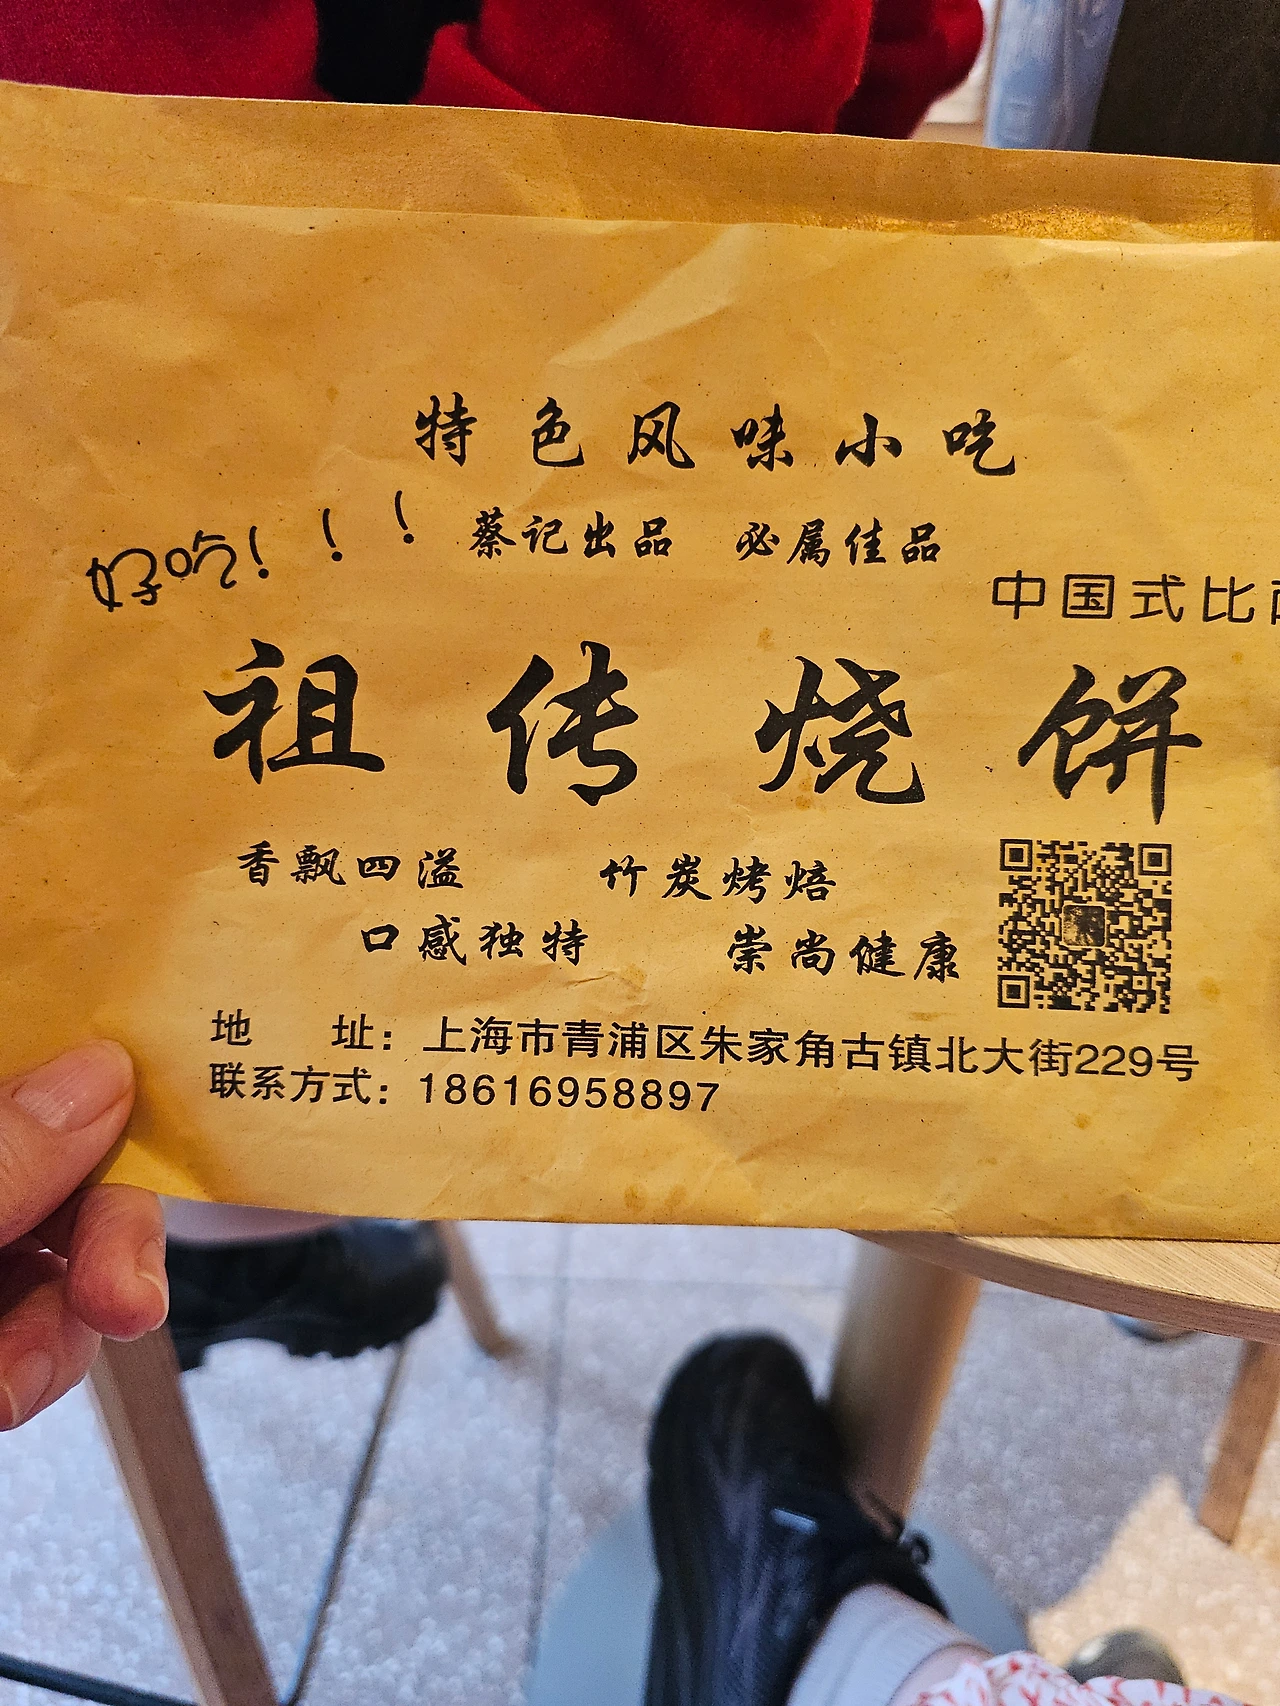 特色风味小吃
好吃！！！
蔡记出品 必属佳品
中国式比
祖传烧饼
香飘四溢 竹炭烤焙
口感独特 崇尚健康
地 址：上海市青浦区朱家角古镇北大街229号
联系方式：18616958897